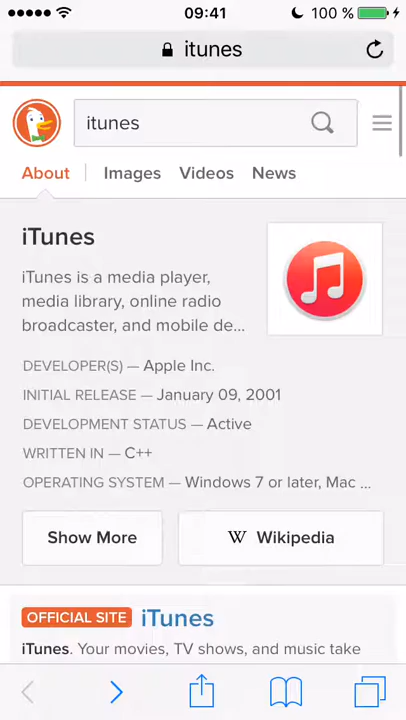 09:41
100 %
itunes
itunes
About
Images
Videos
News
iTunes
iTunes is a media player,
media library, online radio
broadcaster, and mobile de...
DEVELOPER(S) — Apple Inc.
INITIAL RELEASE — January 09, 2001
DEVELOPMENT STATUS — Active
WRITTEN IN — C++
OPERATING SYSTEM — Windows 7 or later, Mac ...
Show More
W Wikipedia
OFFICIAL SITE iTunes
iTunes. Your movies, TV shows, and music take